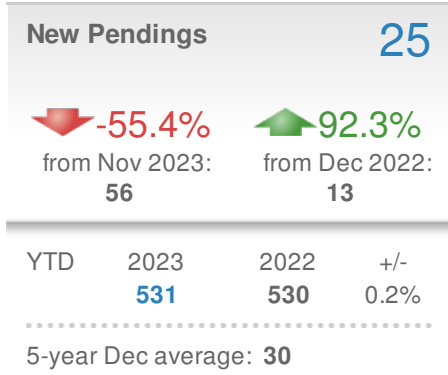 New Pendings 25
-55.4% 92.3%
from Nov 2023: from Dec 2022:
56 13
YTD 2023 2022 +/-
531 530 0.2%
5-year Dec average: 30